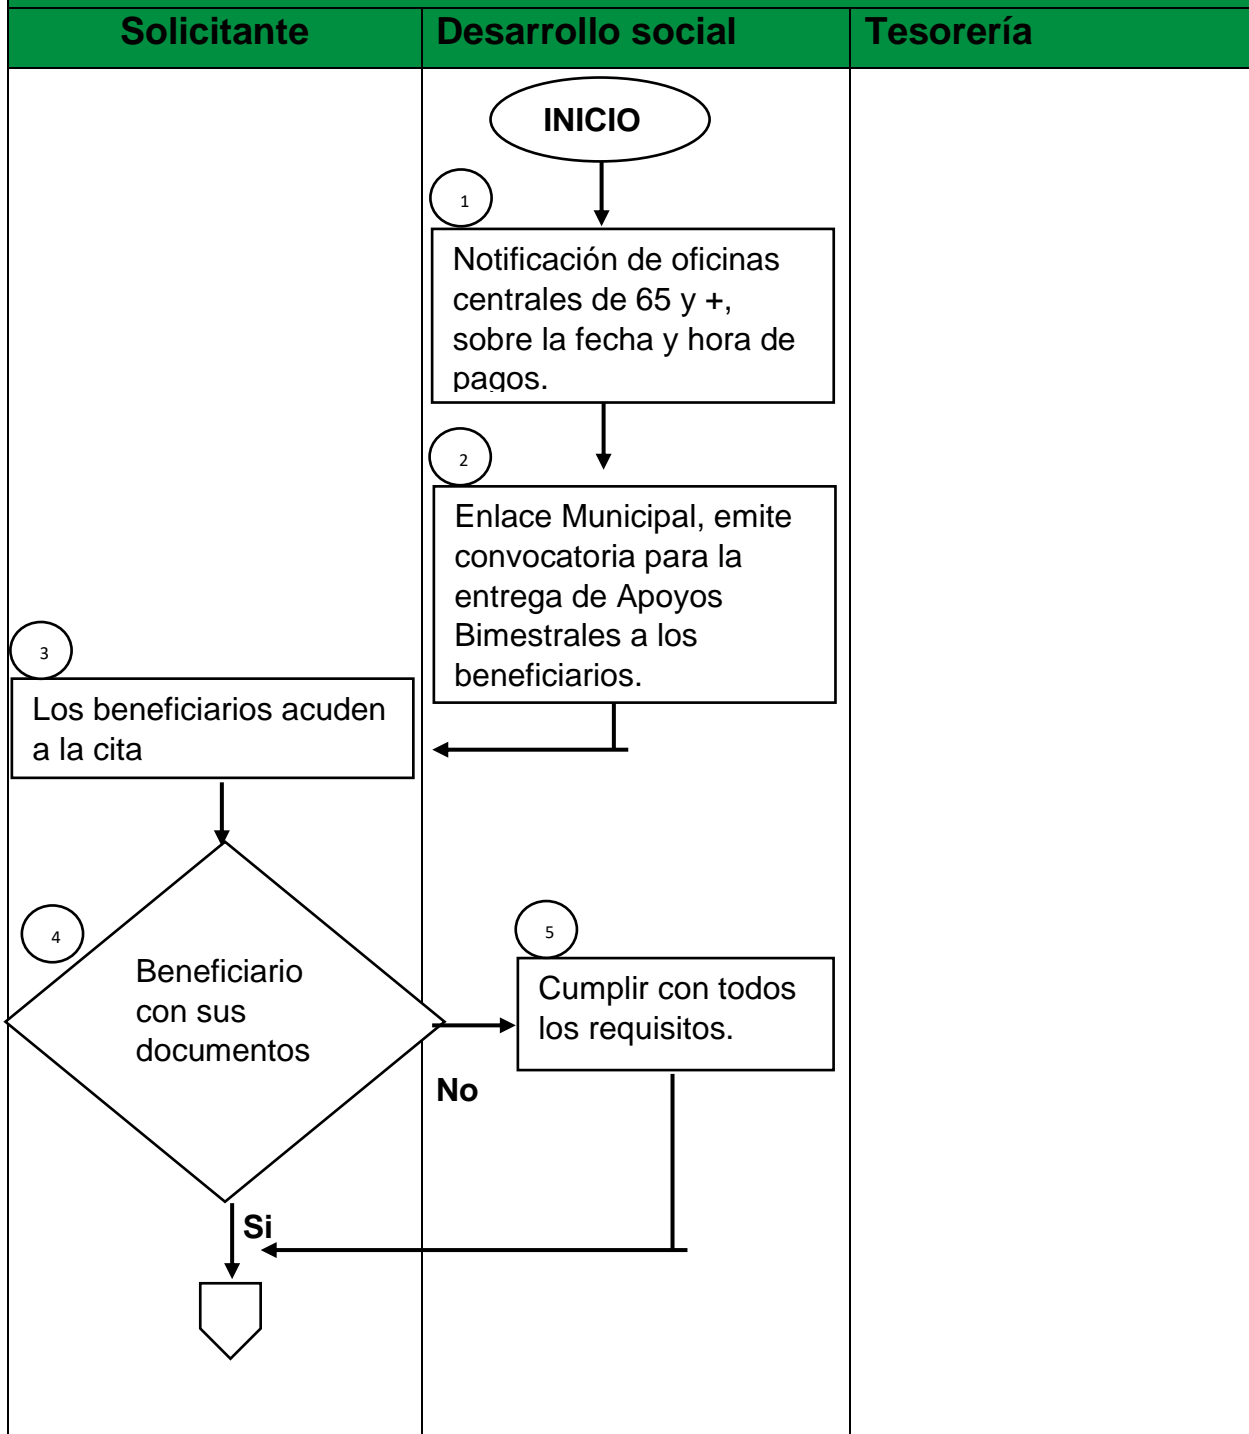 Solicitante
Desarrollo social
Tesorería
INICIO
1
Notificación de oficinas
centrales de 65 y +,
sobre la fecha y hora de
pagos.
2
Enlace Municipal, emite
convocatoria para la
entrega de Apoyos
Bimestrales a los
beneficiarios.
3
Los beneficiarios acuden
a la cita
4
Beneficiario
con sus
documentos
5
Cumplir con todos
los requisitos.
No
Si